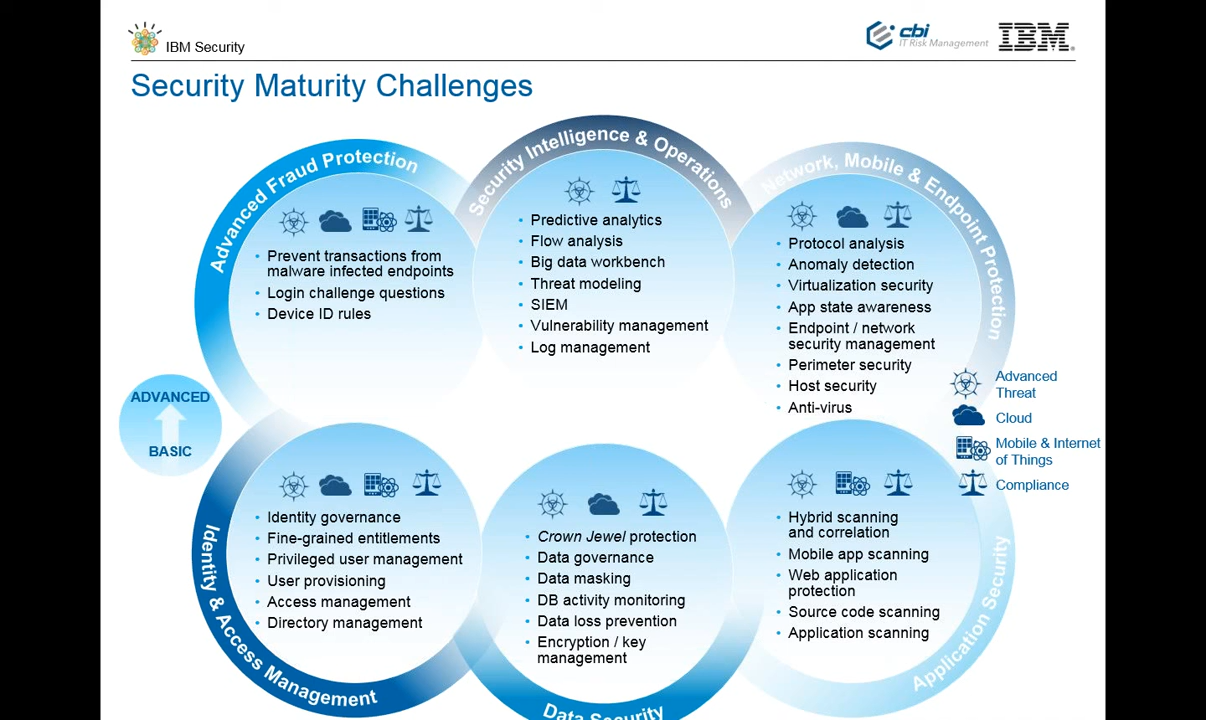 IBM Security
cbi
IT Risk Management
IBM
Security Maturity Challenges
Advanced Fraud Protection
Prevent transactions from
malware infected endpoints
Login challenge questions
Device ID rules
Security Intelligence & Operations
Predictive analytics
Flow analysis
Big data workbench
Threat modeling
SIEM
Vulnerability management
Log management
Network, Mobile & Endpoint Protection
Protocol analysis
Anomaly detection
Virtualization security
App state awareness
Endpoint / network
security management
Perimeter security
Host security
Anti-virus
ADVANCED
BASIC
Advanced
Threat
Cloud
Mobile & Internet
of Things
Compliance
Identity & Access Management
Identity governance
Fine-grained entitlements
Privileged user management
User provisioning
Access management
Directory management
Crown Jewel protection
Data governance
Data masking
DB activity monitoring
Data loss prevention
Encryption / key
management
Data Security
Hybrid scanning
and correlation
Mobile app scanning
Web application
protection
Source code scanning
Application scanning
Application Security